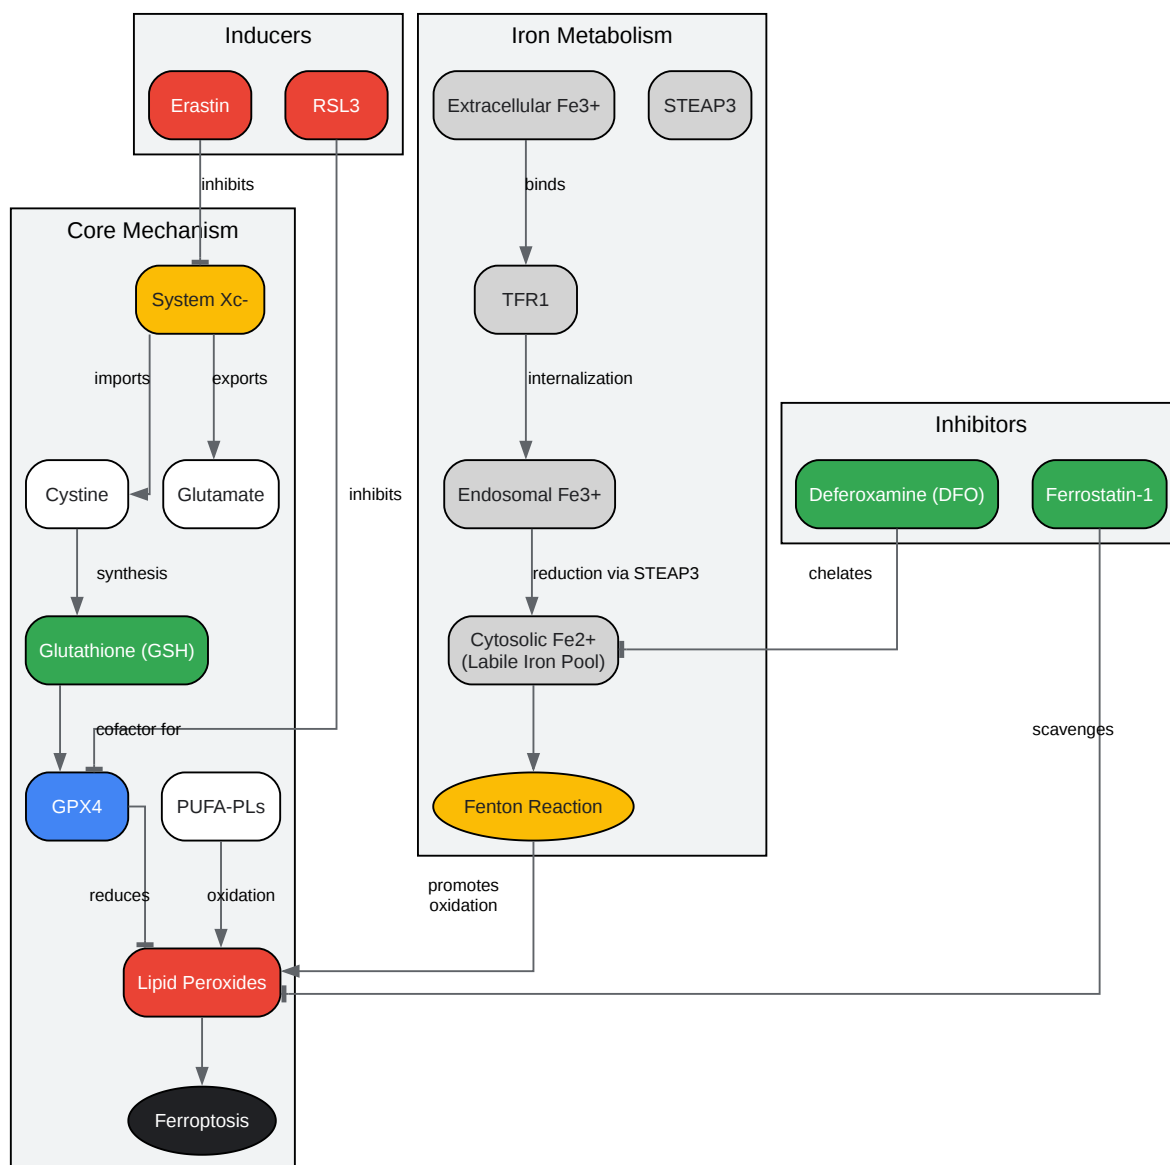 Inducers
Iron Metabolism
Erastin
RSL3
Extracellular Fe3+
STEAP3
inhibits
binds
Core Mechanism
System Xc-
TFR1
imports
exports
internalization
Inhibitors
Cystine
Glutamate
inhibits
Endosomal Fe3+
Deferoxamine (DFO)
Ferrostatin-1
synthesis
reduction via STEAP3
chelates
Glutathione (GSH)
Cytosolic Fe2+
(Labile Iron Pool)
cofactor for
scavenges
GPX4
PUFA-PLs
Fenton Reaction
reduces
oxidation
promotes
oxidation
Lipid Peroxides
Ferroptosis